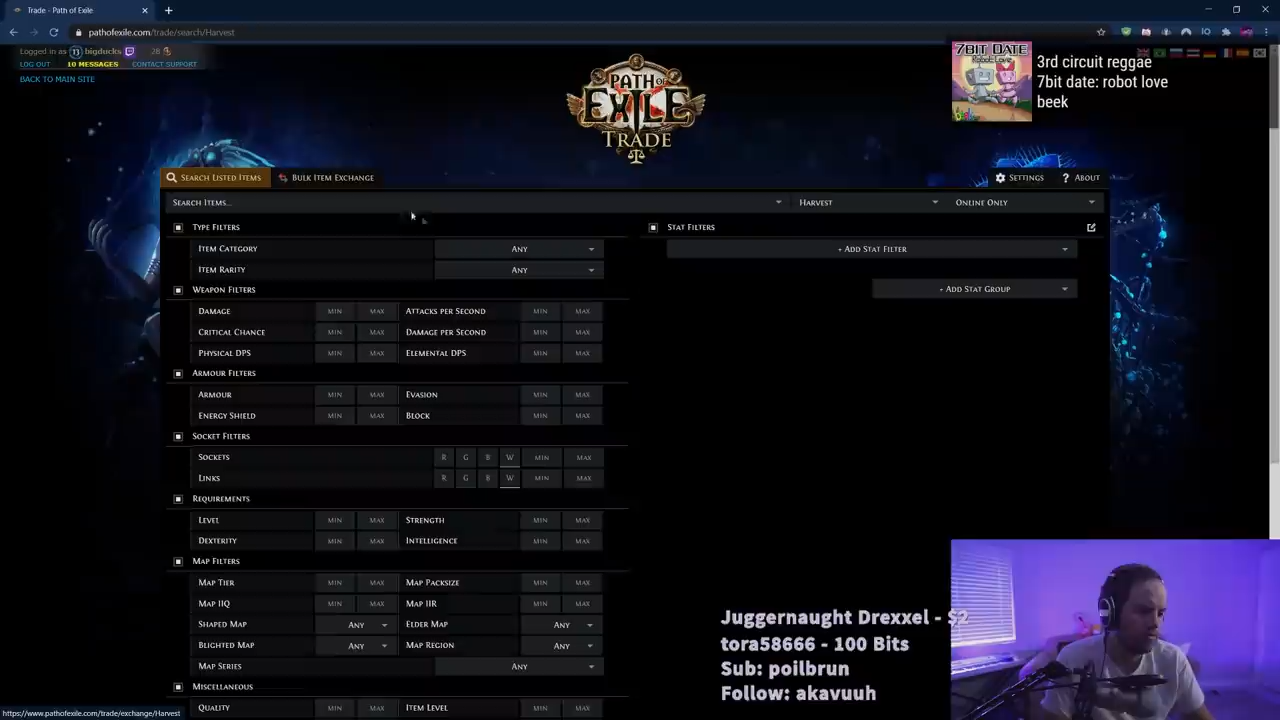 Trade - Path of Exile
pathofexile.com/trade/search/Harvest
Logged in as bigducks 28
LOG OUT 10 MESSAGES CONTACT SUPPORT
BACK TO MAIN SITE
7BIT DATE
3rd circuit reggae
7bit date: robot love
beek
PATH OF
EXILE
TRADE
SEARCH LISTED ITEMS
BULK ITEM EXCHANGE
SETTINGS
? ABOUT
SEARCH ITEMS...
HARVEST
ONLINE ONLY
TYPE FILTERS
ITEM CATEGORY ANY
ITEM RARITY ANY
WEAPON FILTERS
DAMAGE MIN MAX ATTACKS PER SECOND MIN MAX
CRITICAL CHANCE MIN MAX DAMAGE PER SECOND MIN MAX
PHYSICAL DPS MIN MAX ELEMENTAL DPS MIN MAX
ARMOUR FILTERS
ARMOUR MIN MAX EVASION MIN MAX
ENERGY SHIELD MIN MAX BLOCK MIN MAX
SOCKET FILTERS
SOCKETS R G B W MIN MAX
LINKS R G B W MIN MAX
REQUIREMENTS
LEVEL MIN MAX STRENGTH MIN MAX
DEXTERITY MIN MAX INTELLIGENCE MIN MAX
MAP FILTERS
MAP TIER MIN MAX MAP PACKSIZE MIN MAX
MAP IIQ MIN MAX MAP IIR MIN MAX
SHAPED MAP ANY ELDER MAP ANY
BLIGHTED MAP ANY MAP REGION ANY
MAP SERIES ANY
MISCELLANEOUS
QUALITY MIN MAX ITEM LEVEL MIN MAX
STAT FILTERS
+ ADD STAT FILTER
+ ADD STAT GROUP
Juggernaught Drexxel - $2
tora58666 - 100 Bits
Sub: poilbrun
Follow: akavuuh
https://www.pathofexile.com/trade/exchange/Harvest